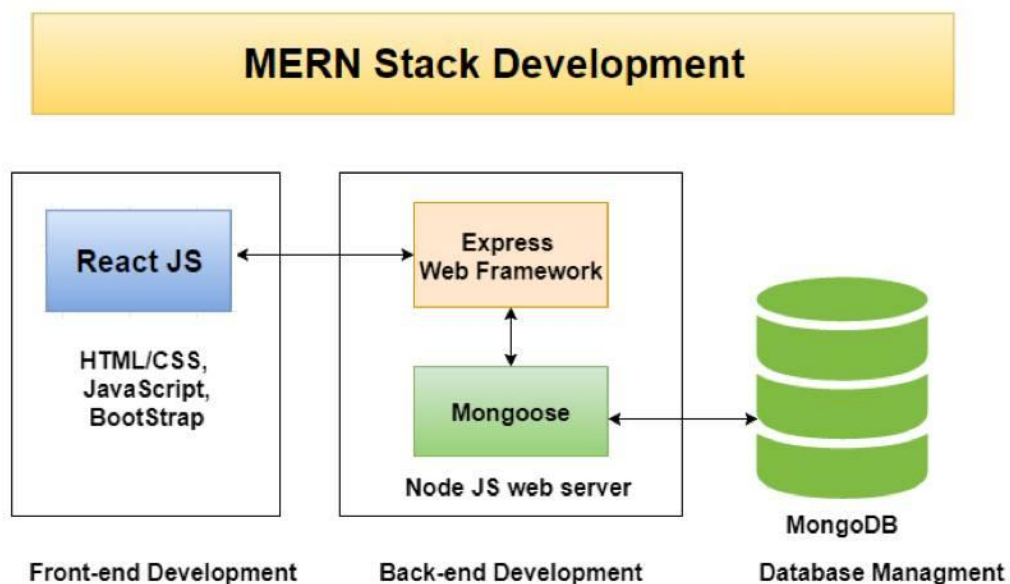 MERN Stack Development
React JS
HTML/CSS,
JavaScript,
BootStrap
Express
Web Framework
Mongoose
Node JS web server
MongoDB
Front-end Development
Back-end Development
Database Managment